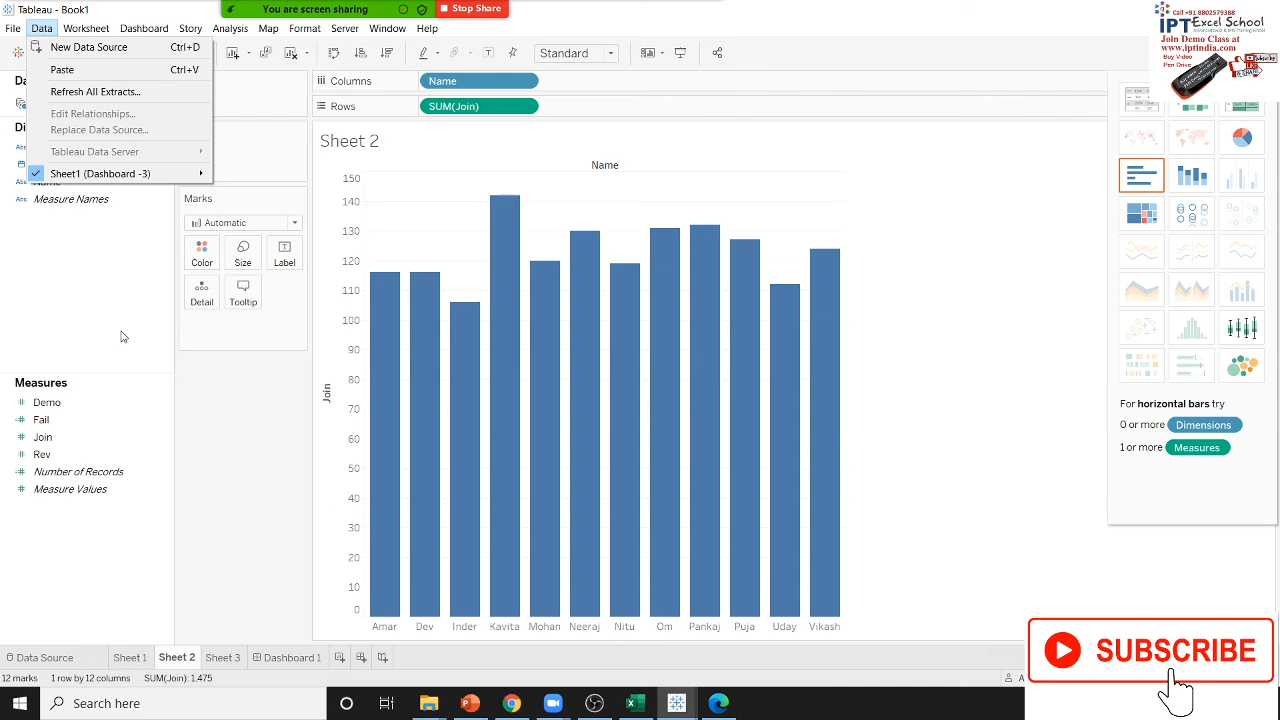 Tableau - Book1
You are screen sharing
Stop Share
File Data Worksheet Dashboard Story Analysis Map Format Server Window Help
New Data Source Ctrl+D
Paste Ctrl+V
Refresh All Extracts...
Edit Relationships...
Replace Data Source...
Tableau Data Server
Sheet1 (Dashboard -3)
Measure Names
Standard
Call +91 8802579388
IPT Excel School
Join Demo Class at
www.iptindia.com
Buy Video
Pen Drive
Columns Name
Rows SUM(Join)
Marks
Automatic
Color Size Label
Detail Tooltip
Measures
Demo
Fail
Join
Rev
Number of Records
Measure Values
Sheet 2
Name
150
140
130
120
110
100
90
80
70
60
50
40
30
20
10
0
Join
Amar Dev Inder Kavita Mohan Neeraj Nitu Om Pankaj Puja Uday Vikash
For horizontal bars try
0 or more Dimensions
1 or more Measures
SUBSCRIBE
Data Source Sheet 1 Sheet 2 Sheet 3 Dashboard 1
12 marks 1 row by 12 columns SUM(Join): 1.475
Search here